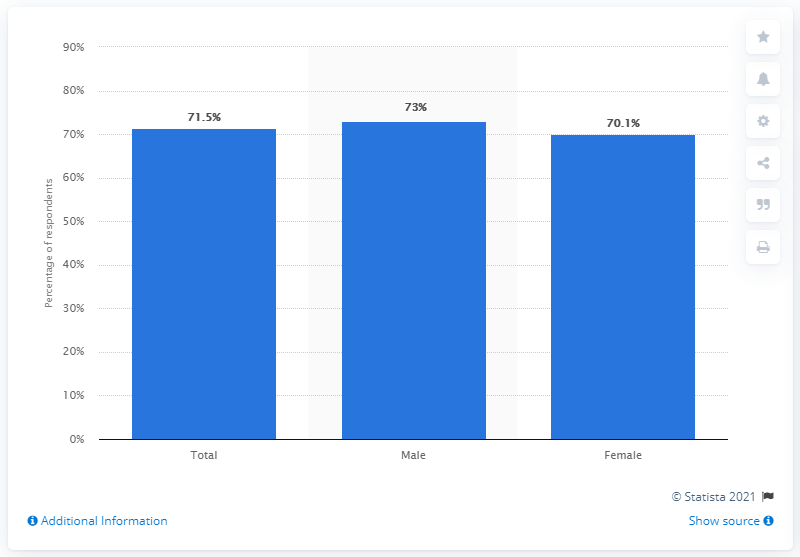 90%
80%
70%
60%
50%
40%
30%
20%
10%
0%
Percentage of respondents
71.5%
73%
70.1%
Total
Male
Female
© Statista 2021
Additional Information
Show source